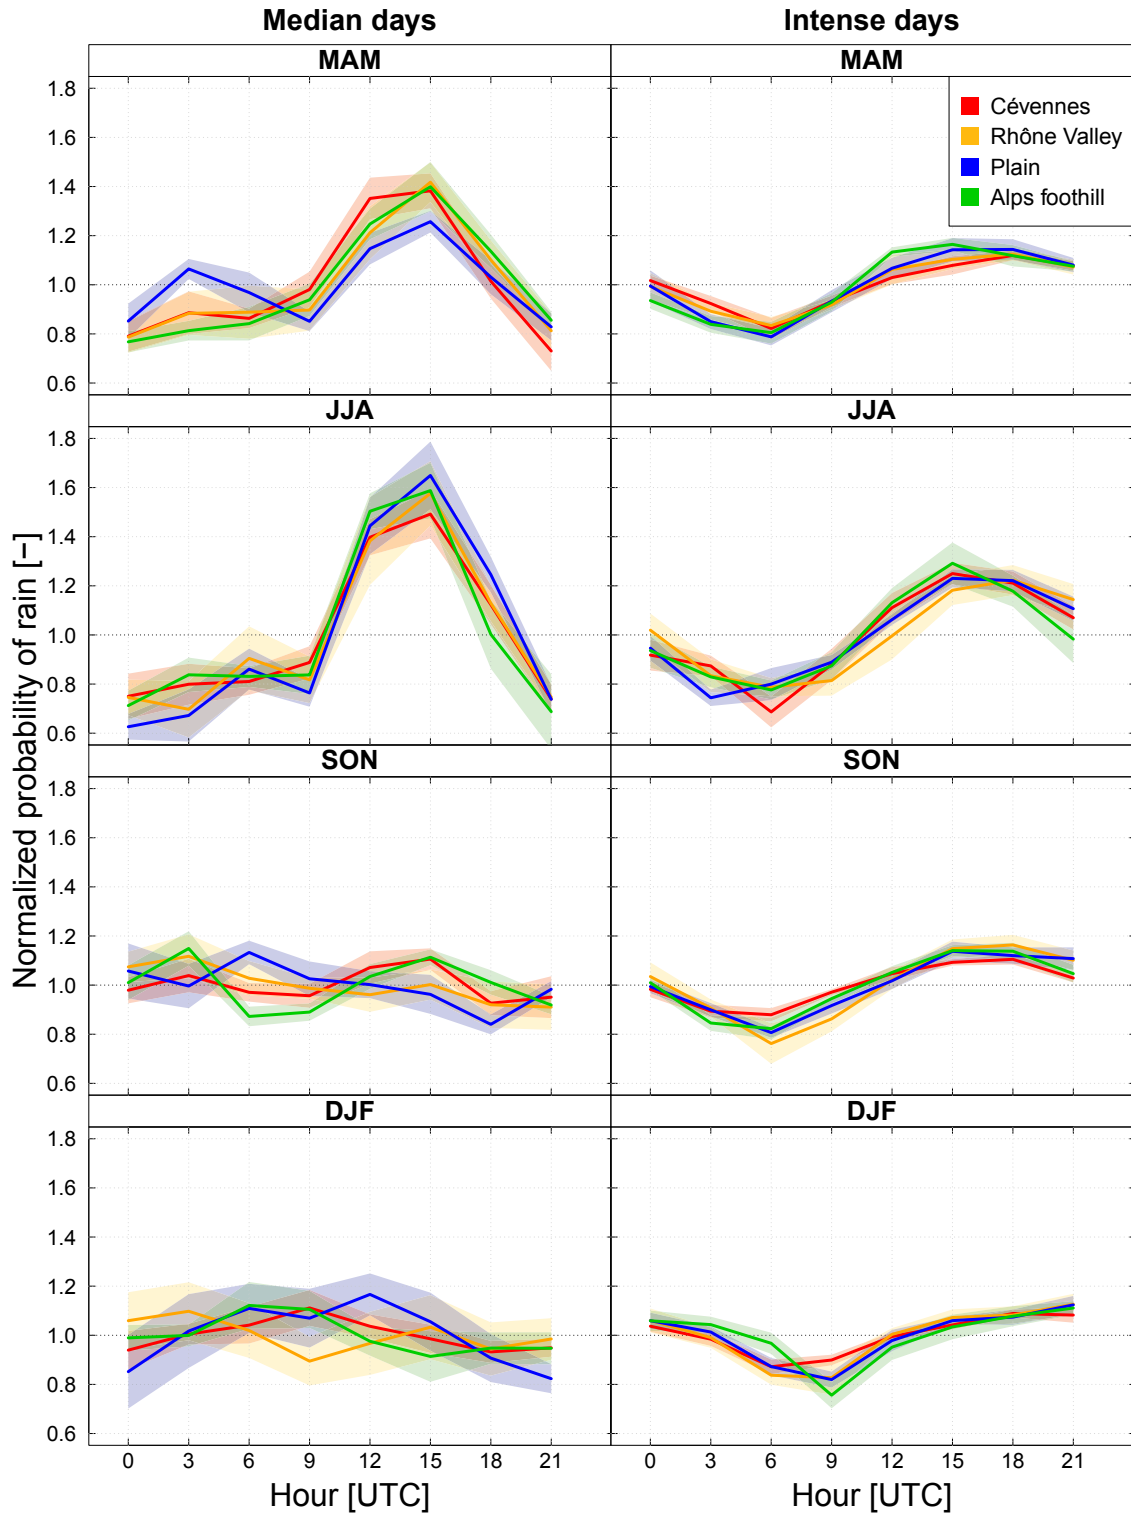 Median days
Intense days
MAM
MAM
1.8
1.6
1.4
1.2
1.0
0.8
0.6
Cévennes
Rhône Valley
Plain
Alps foothill
JJA
JJA
1.8
1.6
1.4
1.2
1.0
0.8
0.6
SON
SON
1.8
1.6
1.4
1.2
1.0
0.8
0.6
DJF
DJF
1.8
1.6
1.4
1.2
1.0
0.8
0.6
Normalized probability of rain [−]
0 3 6 9 12 15 18 21
0 3 6 9 12 15 18 21
Hour [UTC]
Hour [UTC]